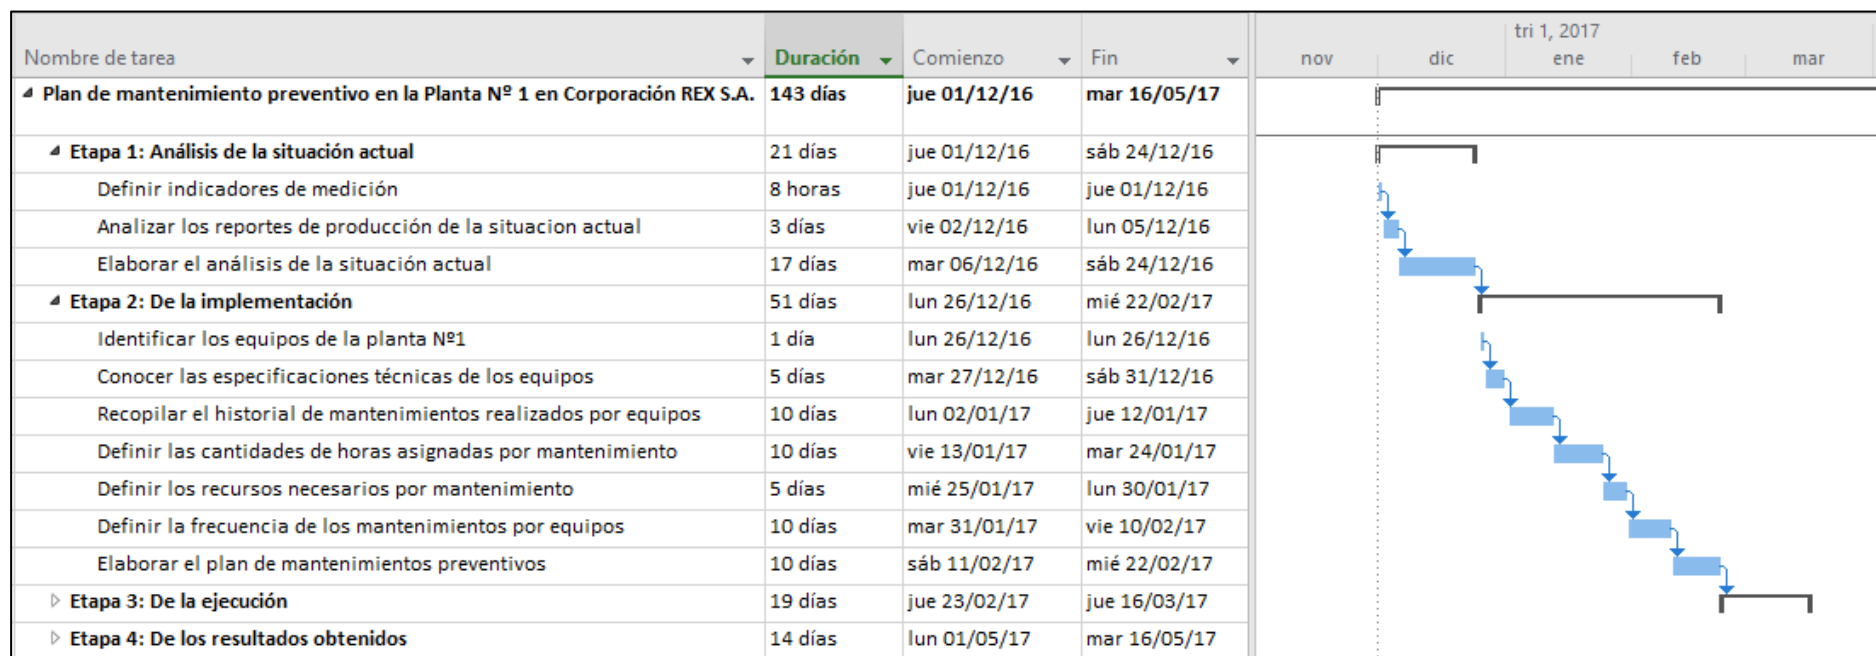 tri 1, 2017
Nombre de tarea Duración Comienzo Fin nov dic ene feb mar
Plan de mantenimiento preventivo en la Planta Nº 1 en Corporación REX S.A. 143 días jue 01/12/16 mar 16/05/17
Etapa 1: Análisis de la situación actual 21 días jue 01/12/16 sáb 24/12/16
Definir indicadores de medición 8 horas jue 01/12/16 jue 01/12/16
Analizar los reportes de producción de la situacion actual 3 días vie 02/12/16 lun 05/12/16
Elaborar el análisis de la situación actual 17 días mar 06/12/16 sáb 24/12/16
Etapa 2: De la implementación 51 días lun 26/12/16 mié 22/02/17
Identificar los equipos de la planta Nº1 1 día lun 26/12/16 lun 26/12/16
Conocer las especificaciones técnicas de los equipos 5 días mar 27/12/16 sáb 31/12/16
Recopilar el historial de mantenimientos realizados por equipos 10 días lun 02/01/17 jue 12/01/17
Definir las cantidades de horas asignadas por mantenimiento 10 días vie 13/01/17 mar 24/01/17
Definir los recursos necesarios por mantenimiento 5 días mié 25/01/17 lun 30/01/17
Definir la frecuencia de los mantenimientos por equipos 10 días mar 31/01/17 vie 10/02/17
Elaborar el plan de mantenimientos preventivos 10 días sáb 11/02/17 mié 22/02/17
Etapa 3: De la ejecución 19 días jue 23/02/17 jue 16/03/17
Etapa 4: De los resultados obtenidos 14 días lun 01/05/17 mar 16/05/17